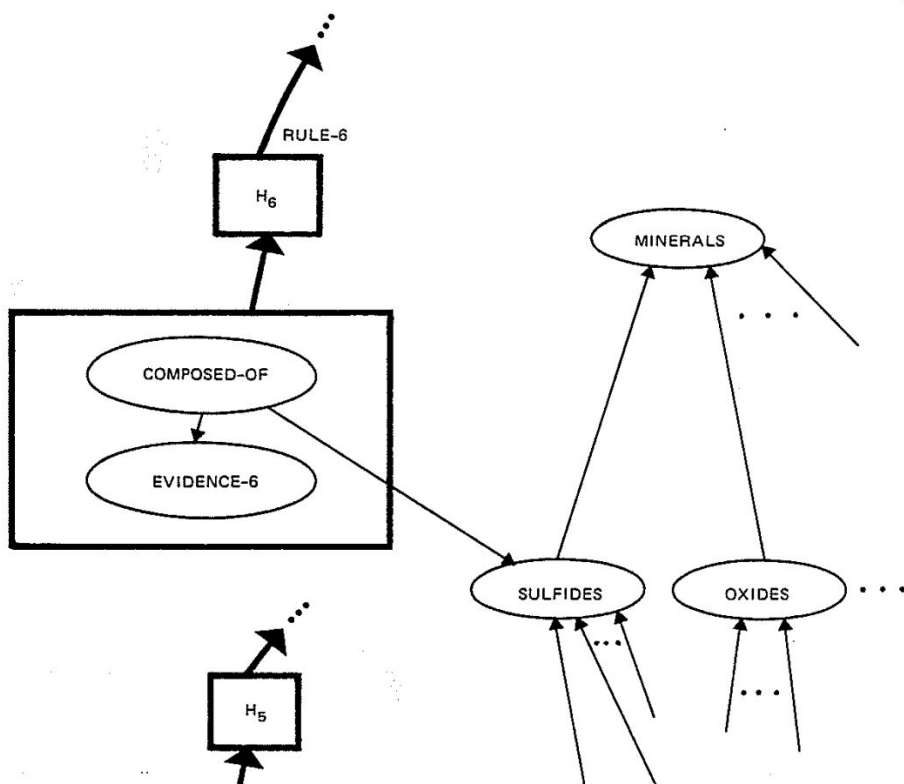 RULE-6
H6
MINERALS
COMPOSED-OF
EVIDENCE-6
SULFIDES
OXIDES
H5